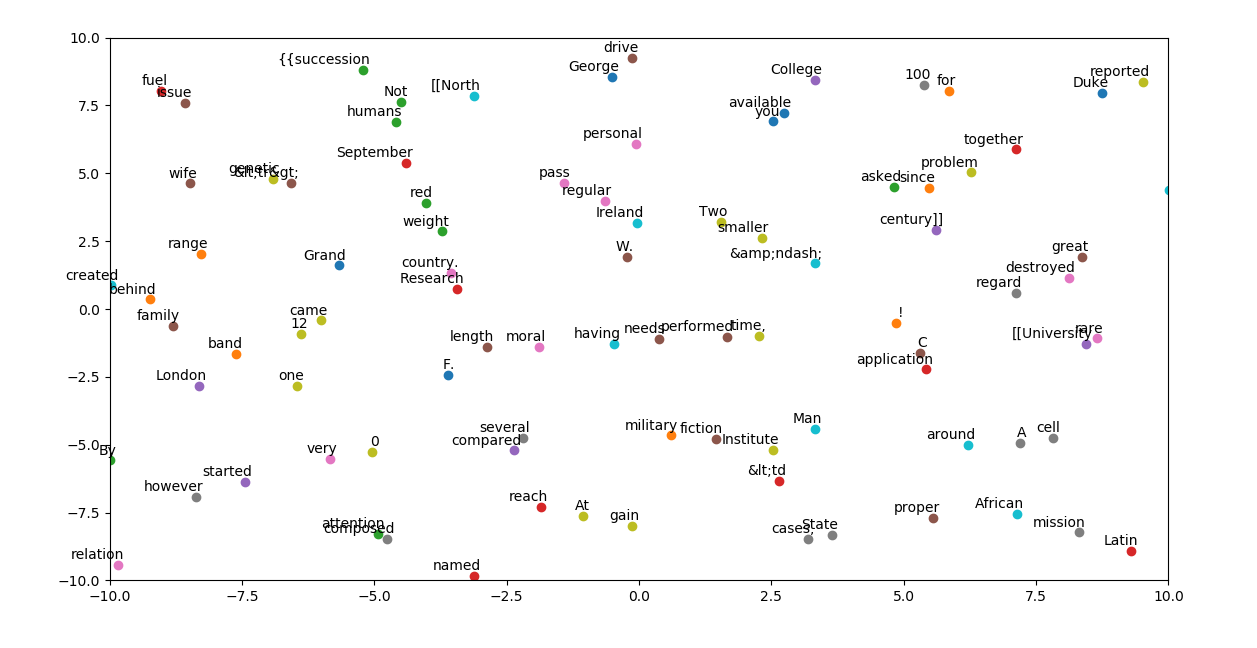 10.0
drive
{{succession
George
College
100
for
reported
fuel
[[North
Duke
issue
Not
available
7.5
humans
you
personal
together
September
problem
genetic
&lt;tr&gt;
wife
pass
asked
since
5.0
red
regular
Ireland
Two
weight
smaller
century]]
range
W.
&amp;ndash;
great
2.5
Grand
country.
destroyed
created
Research
regard
behind
0.0
family
came
12
!
band
length
moral
having
needs
performed
time,
[[University
rare
C
application
−2.5
London
one
F.
−5.0
By
very
0
several
compared
military
fiction
Institute
Man
around
A
cell
however
started
&lt;td
reach
At
gain
proper
African
−7.5
attention
composed
cases;
State
mission
relation
named
Latin
−10.0
−10.0
−7.5
−5.0
−2.5
0.0
2.5
5.0
7.5
10.0